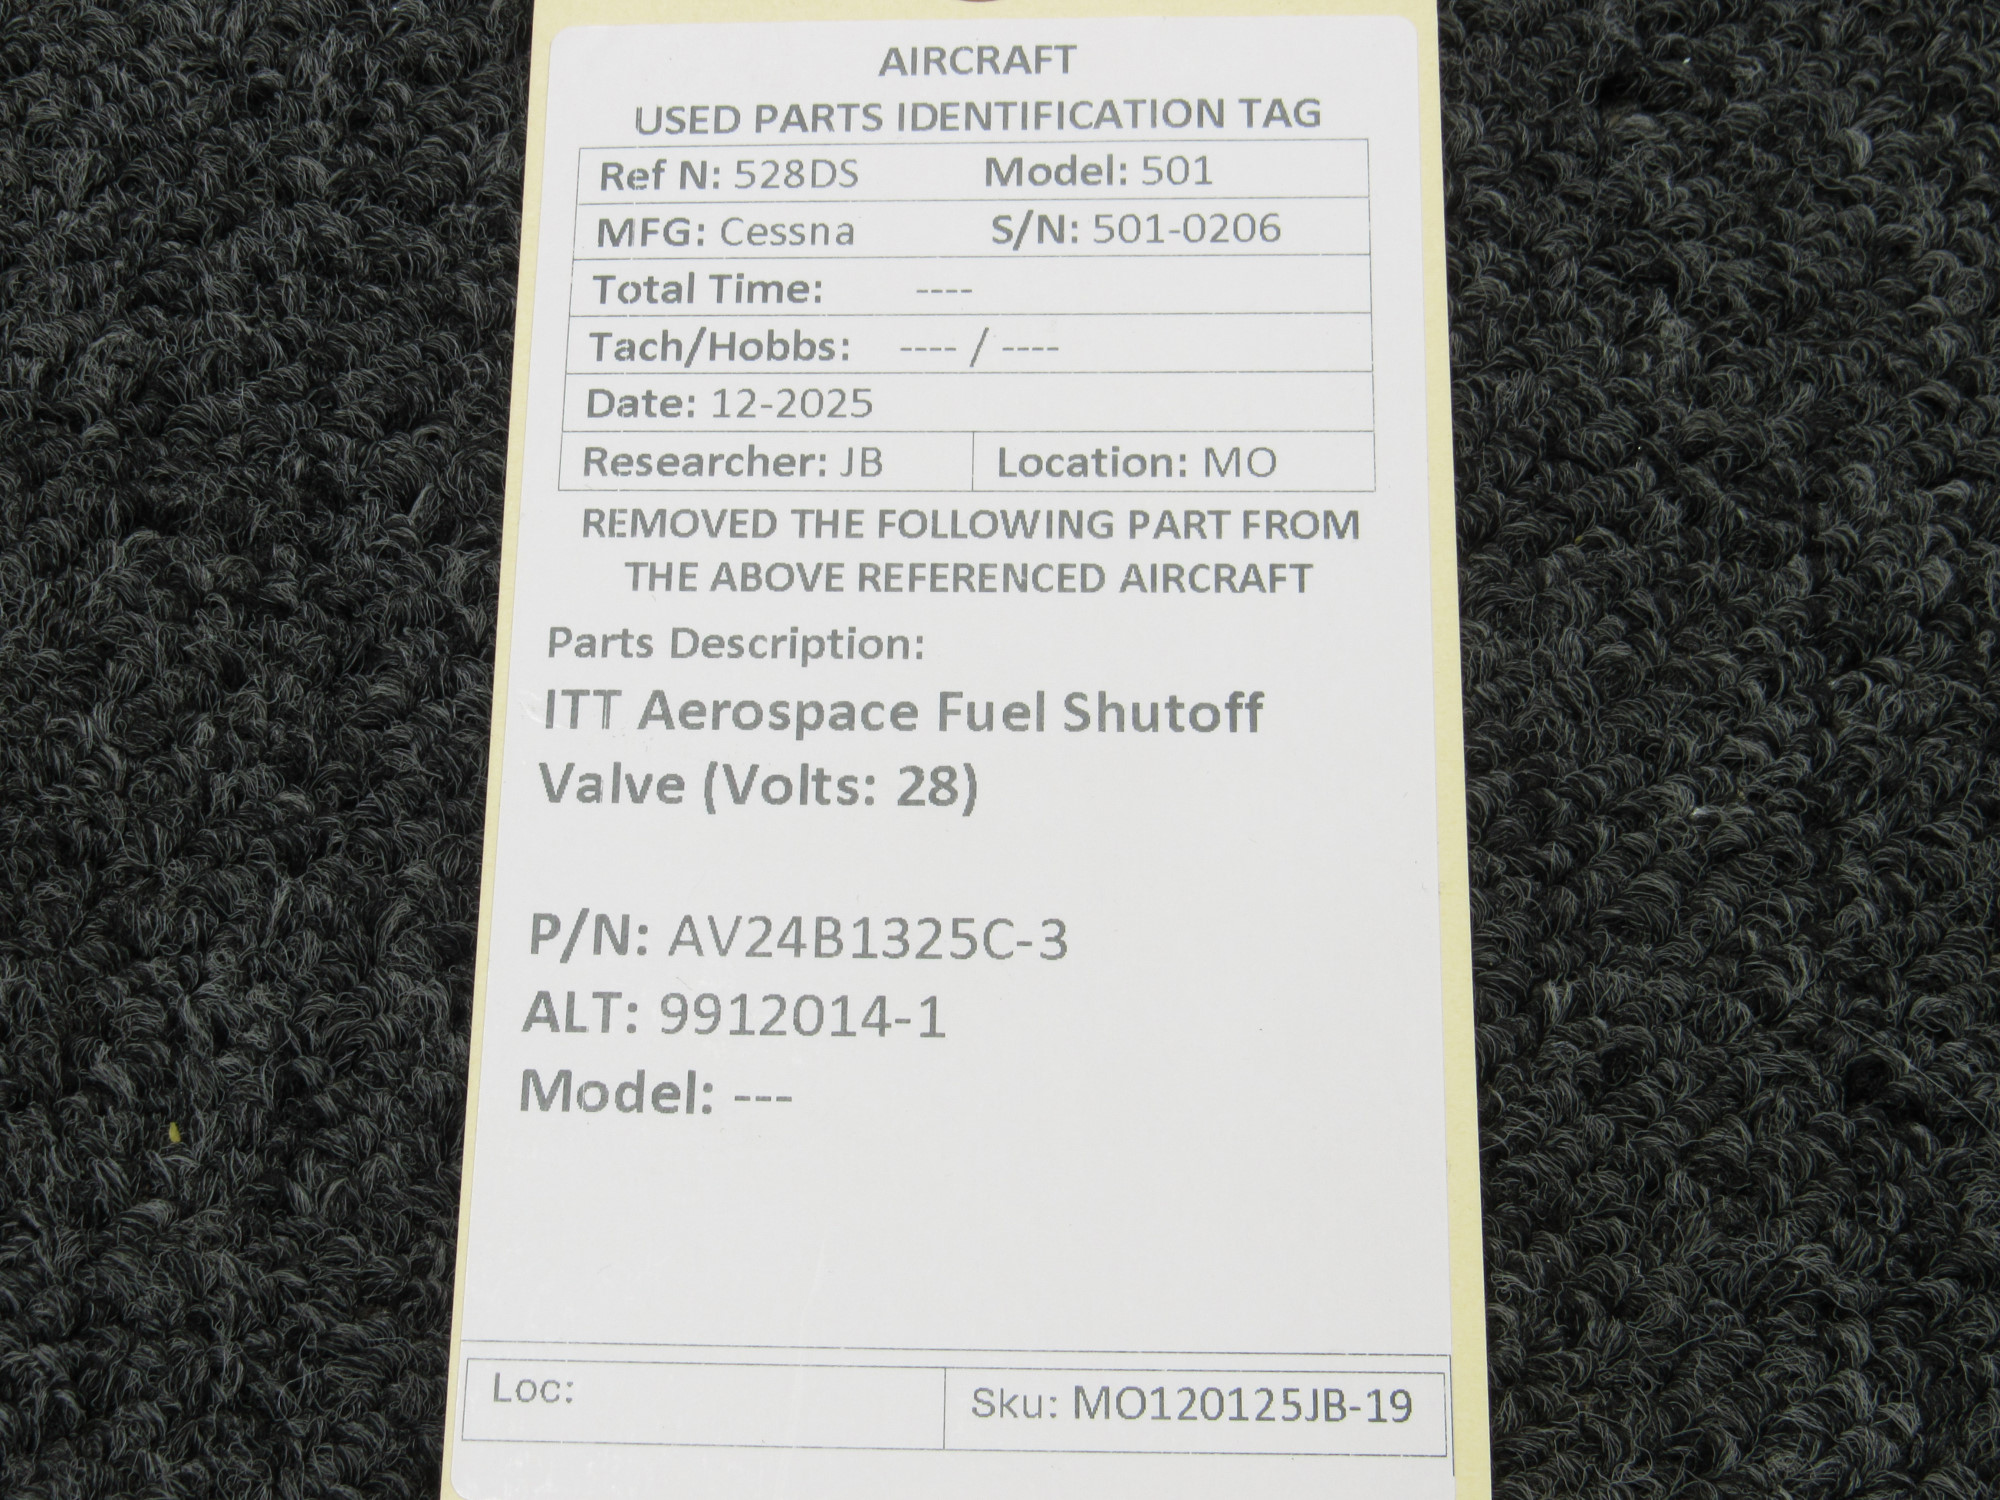 AIRCRAFT
USED PARTS IDENTIFICATION TAG
Ref N: 528DS Model: 501
MFG: Cessna S/N: 501-0206
Total Time: ----
Tach/Hobbs: ---- / ----
Date: 12-2025
Researcher: JB Location: MO
REMOVED THE FOLLOWING PART FROM
THE ABOVE REFERENCED AIRCRAFT
Parts Description:
ITT Aerospace Fuel Shutoff
Valve (Volts: 28)
P/N: AV24B1325C-3
ALT: 9912014-1
Model: ---
Loc: Sku: MO120125JB-19